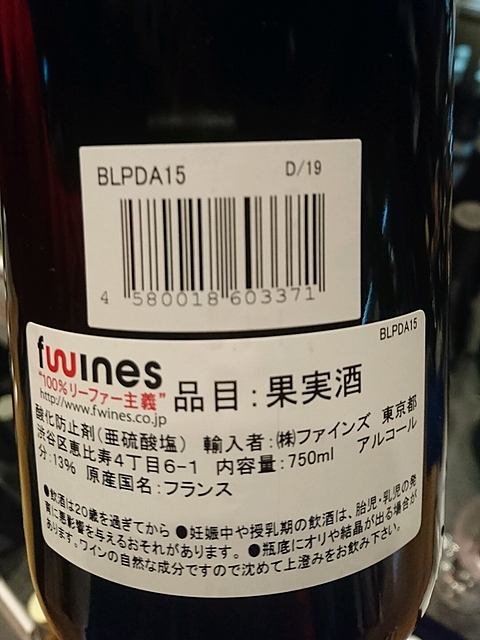 BLPDA15 D/19
4 580018 603371
BLPDA15
fwines
"100%リーファー主義"
http://www.fwines.co.jp
品目:果実酒
酸化防止剤(亜硫酸塩) 輸入者:㈱ファインズ 東京都
渋谷区恵比寿4丁目6-1 内容量:750ml アルコール
分:13% 原産国名:フランス
●飲酒は20歳を過ぎてから ●妊娠中や授乳期の飲酒は、胎児・乳児の発
育に悪影響を与えるおそれがあります。 ●瓶底にオリや結晶が出る場合が
あります。ワインの自然な成分ですので沈めて上澄みをお飲み下さい。